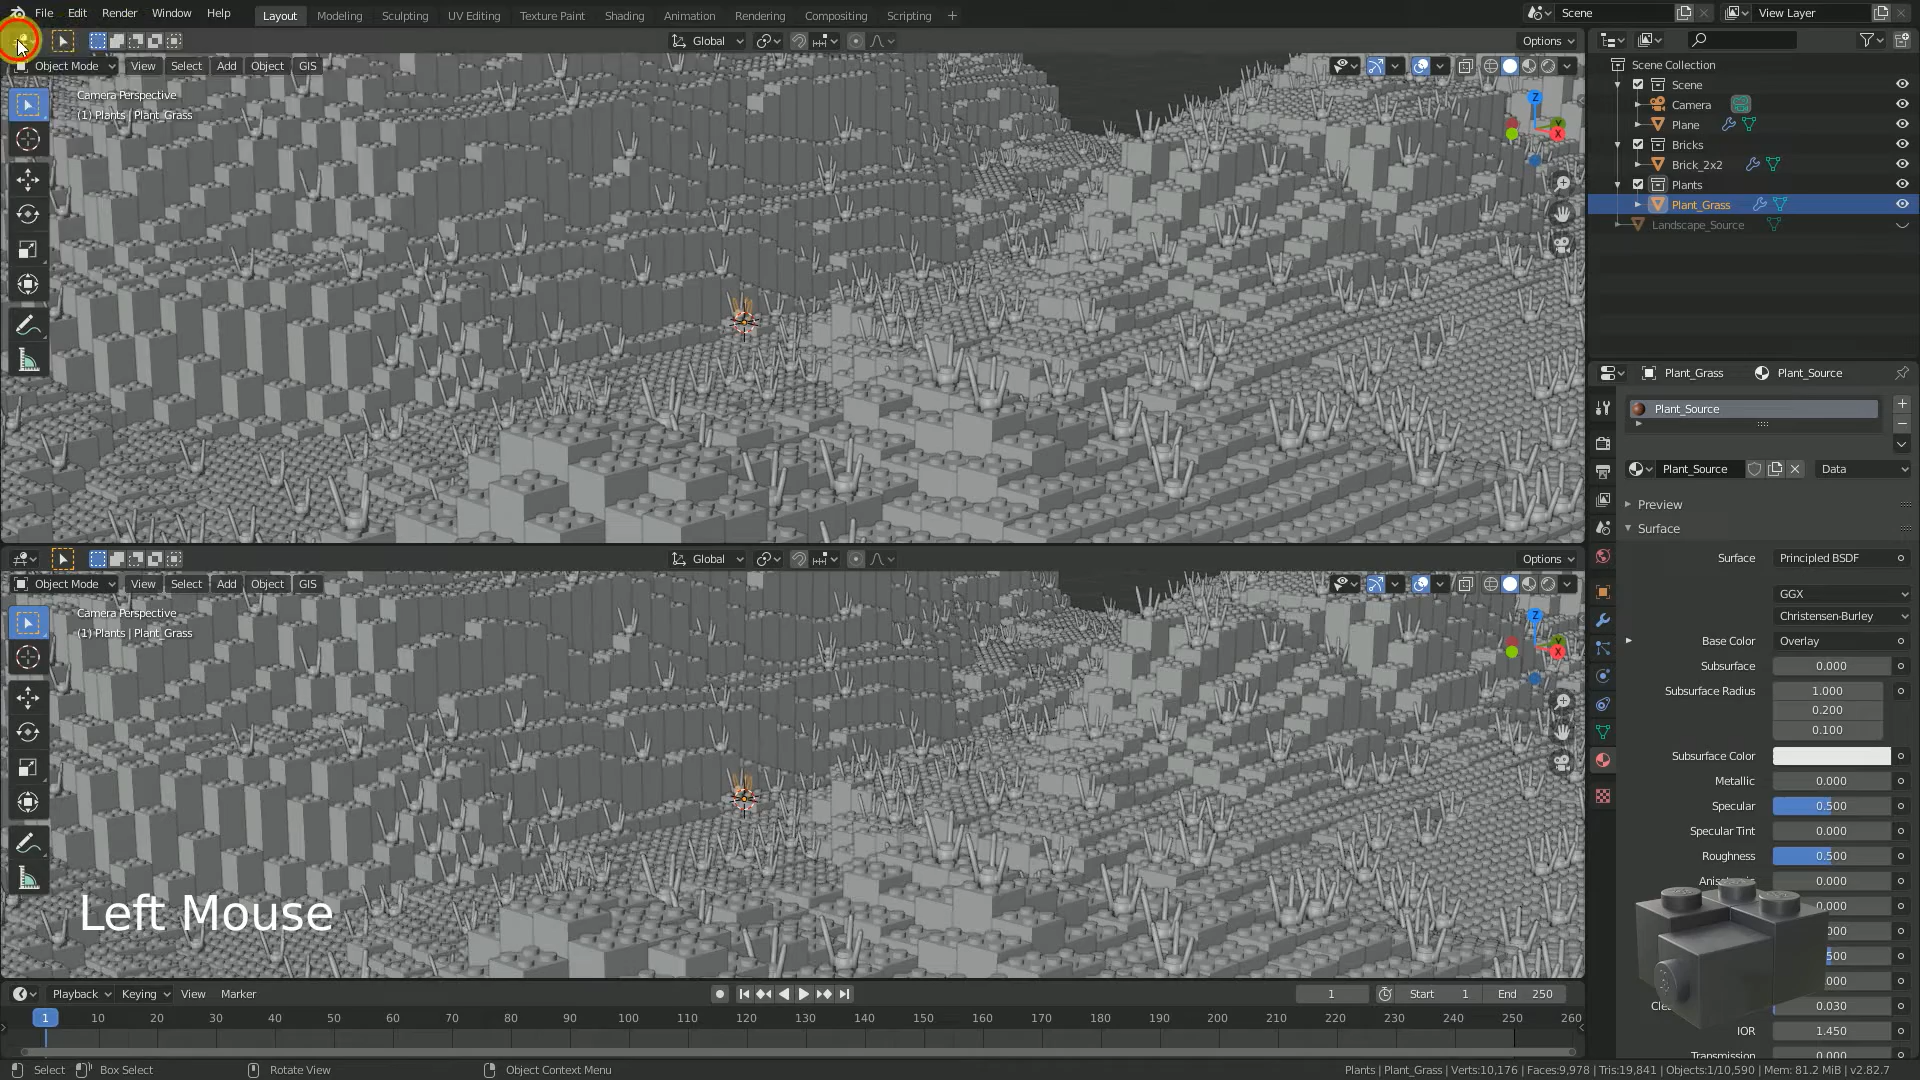 File Edit Render Window Help
Layout Modeling Sculpting UV Editing Texture Paint Shading Animation Rendering Compositing Scripting +
Scene View Layer
Global Options
Object Mode View Select Add Object GIS
Camera Perspective
(1) Plants | Plant_Grass
Z
Y
X
Global Options
Object Mode View Select Add Object GIS
Camera Perspective
(1) Plants | Plant_Grass
Z
Y
X
Left Mouse
Playback Keying View Marker
1 Start 1 End 250
1 10 20 30 40 50 60 70 80 90 100 110 120 130 140 150 160 170 180 190 200 210 220 230 240 250 260
Select Box Select Rotate View Object Context Menu
Plants | Plant_Grass | Verts:10,176 | Faces:9,978 | Tris:19,841 | Objects:1/10,590 | Mem: 81.2 MiB | v2.82.7
Scene Collection
Scene
Camera
Plane
Bricks
Brick_2x2
Plants
Plant_Grass
Landscape_Source
Plant_Grass Plant_Source
Plant_Source
Plant_Source Data
Preview
Surface
Surface Principled BSDF
GGX
Christensen-Burley
Base Color Overlay
Subsurface 0.000
Subsurface Radius 1.000
0.200
0.100
Subsurface Color
Metallic 0.000
Specular 0.500
Specular Tint 0.000
Roughness 0.500
0.000
0.030
IOR 1.450
Transmission 0.000